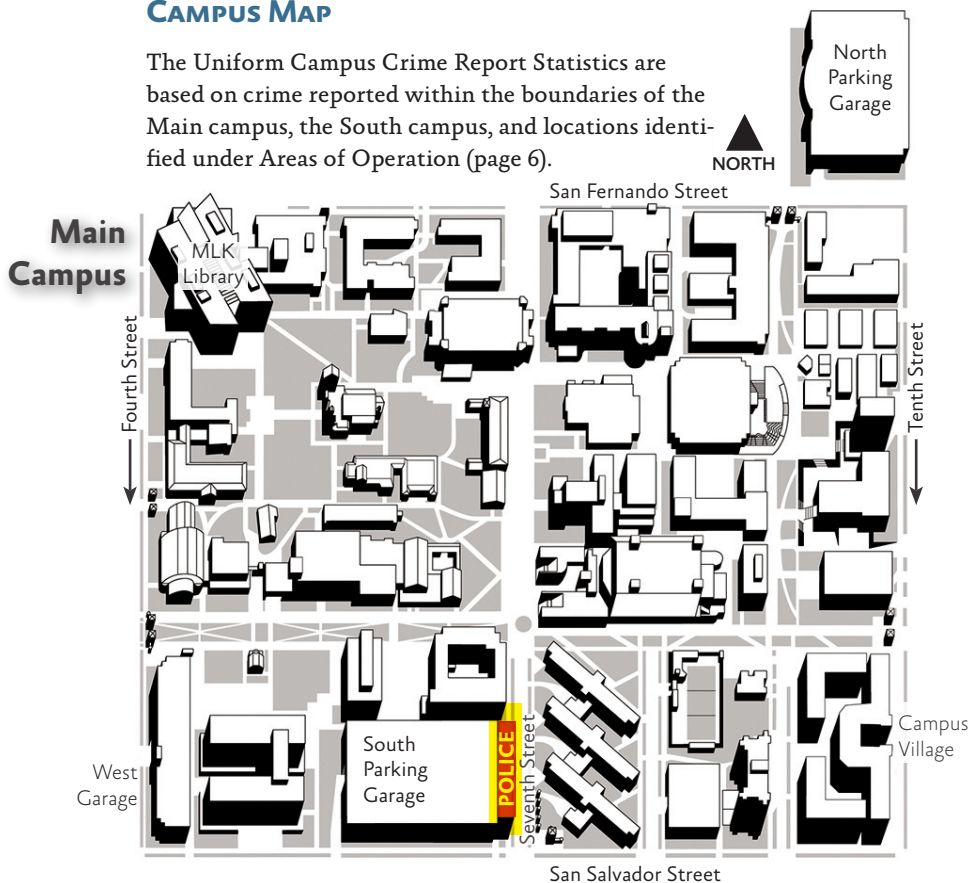 CAMPUS MAP
The Uniform Campus Crime Report Statistics are
based on crime reported within the boundaries of the
Main campus, the South campus, and locations identi-
fied under Areas of Operation (page 6).
North
Parking
Garage
NORTH
San Fernando Street
Main
Campus
MLK
Library
Fourth Street
Tenth Street
West
Garage
South
Parking
Garage
POLICE
Seventh Street
Campus
Village
San Salvador Street